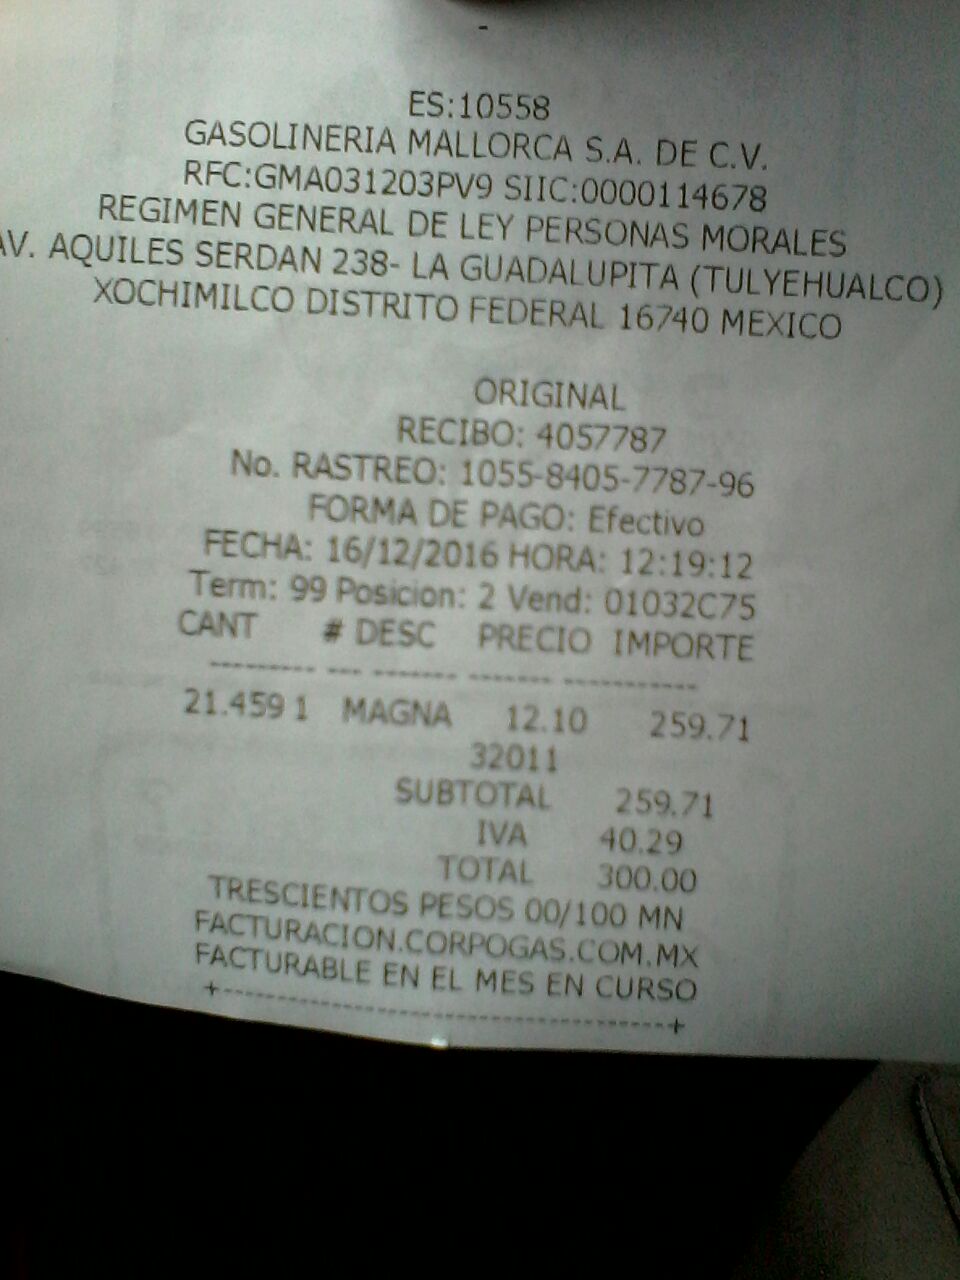 ES:10558
GASOLINERIA MALLORCA S.A. DE C.V.
RFC:GMA031203PV9 SIIC:0000114678
REGIMEN GENERAL DE LEY PERSONAS MORALES
AV. AQUILES SERDAN 238- LA GUADALUPITA (TULYEHUALCO)
XOCHIMILCO DISTRITO FEDERAL 16740 MEXICO
ORIGINAL
RECIBO: 4057787
No. RASTREO: 1055-8405-7787-96
FORMA DE PAGO: Efectivo
FECHA: 16/12/2016 HORA: 12:19:12
Term: 99 Posicion: 2 Vend: 01032C75
CANT # DESC PRECIO IMPORTE
--------- --- ------- ------- -----------
21.459 1 MAGNA 12.10 259.71
32011
SUBTOTAL 259.71
IVA 40.29
TOTAL 300.00
TRESCIENTOS PESOS 00/100 MN
FACTURACION.CORPOGAS.COM.MX
FACTURABLE EN EL MES EN CURSO
+----------------------------------------+